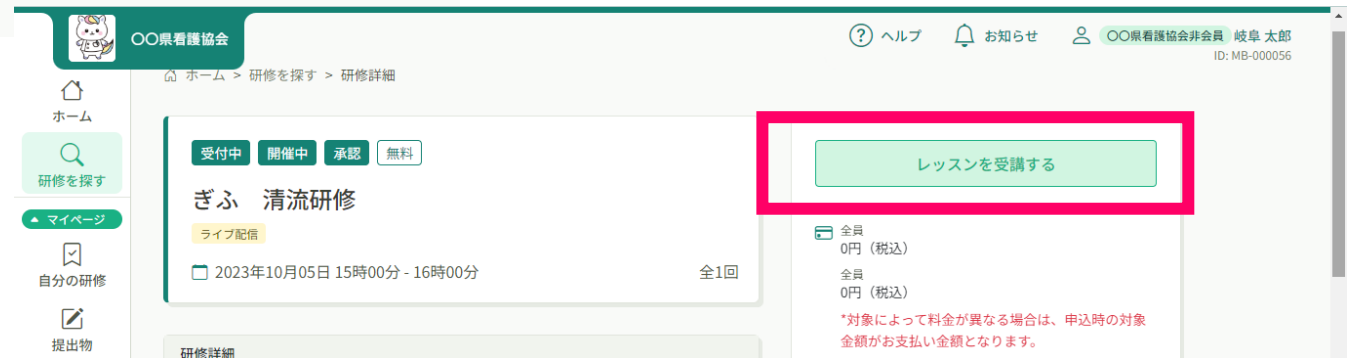 〇〇県看護協会
ヘルプ
お知らせ
〇〇県看護協会非会員 岐阜 太郎
ID: MB-000056
ホーム > 研修を探す > 研修詳細
ホーム
研修を探す
マイページ
自分の研修
提出物
受付中 開催中 承認 無料
ぎふ　清流研修
ライブ配信
2023年10月05日 15時00分 - 16時00分
全1回
研修詳細
レッスンを受講する
全員
0円（税込）
全員
0円（税込）
*対象によって料金が異なる場合は、申込時の対象
金額がお支払い金額となります。